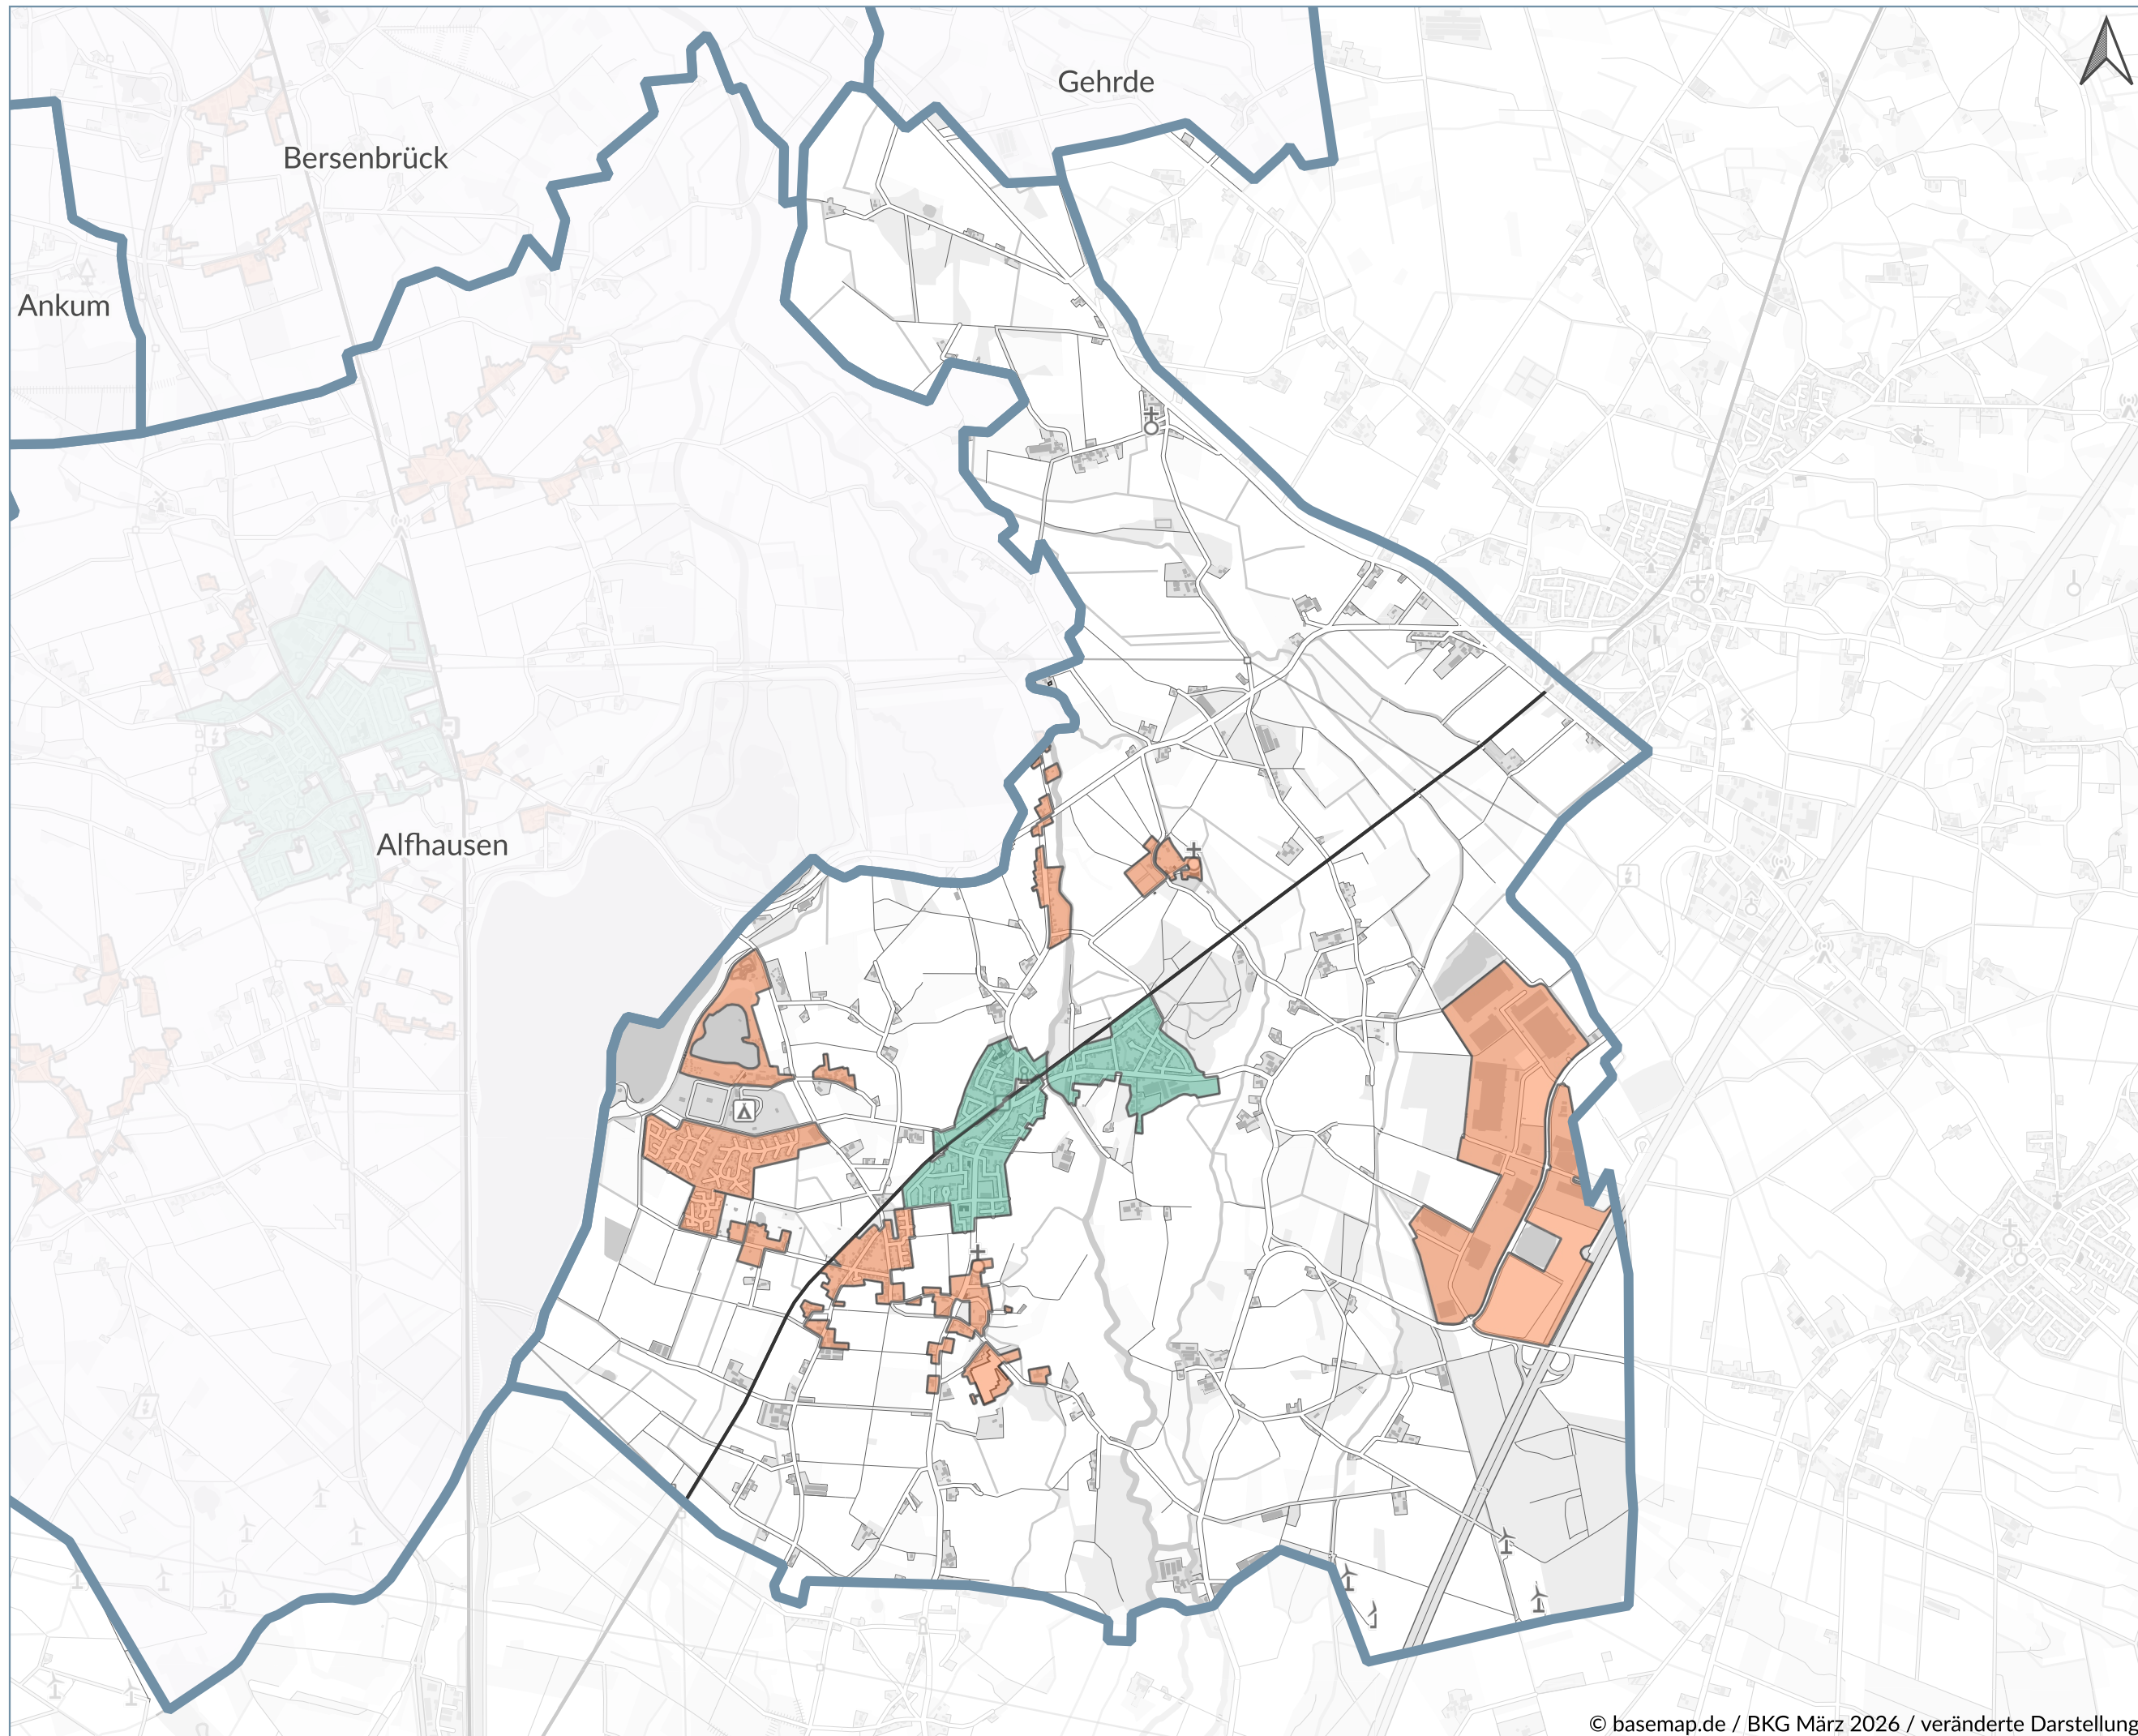 Gehrde
Bersenbrück
Ankum
Alfhausen
© basemap.de / BKG März 2026 / veränderte Darstellung